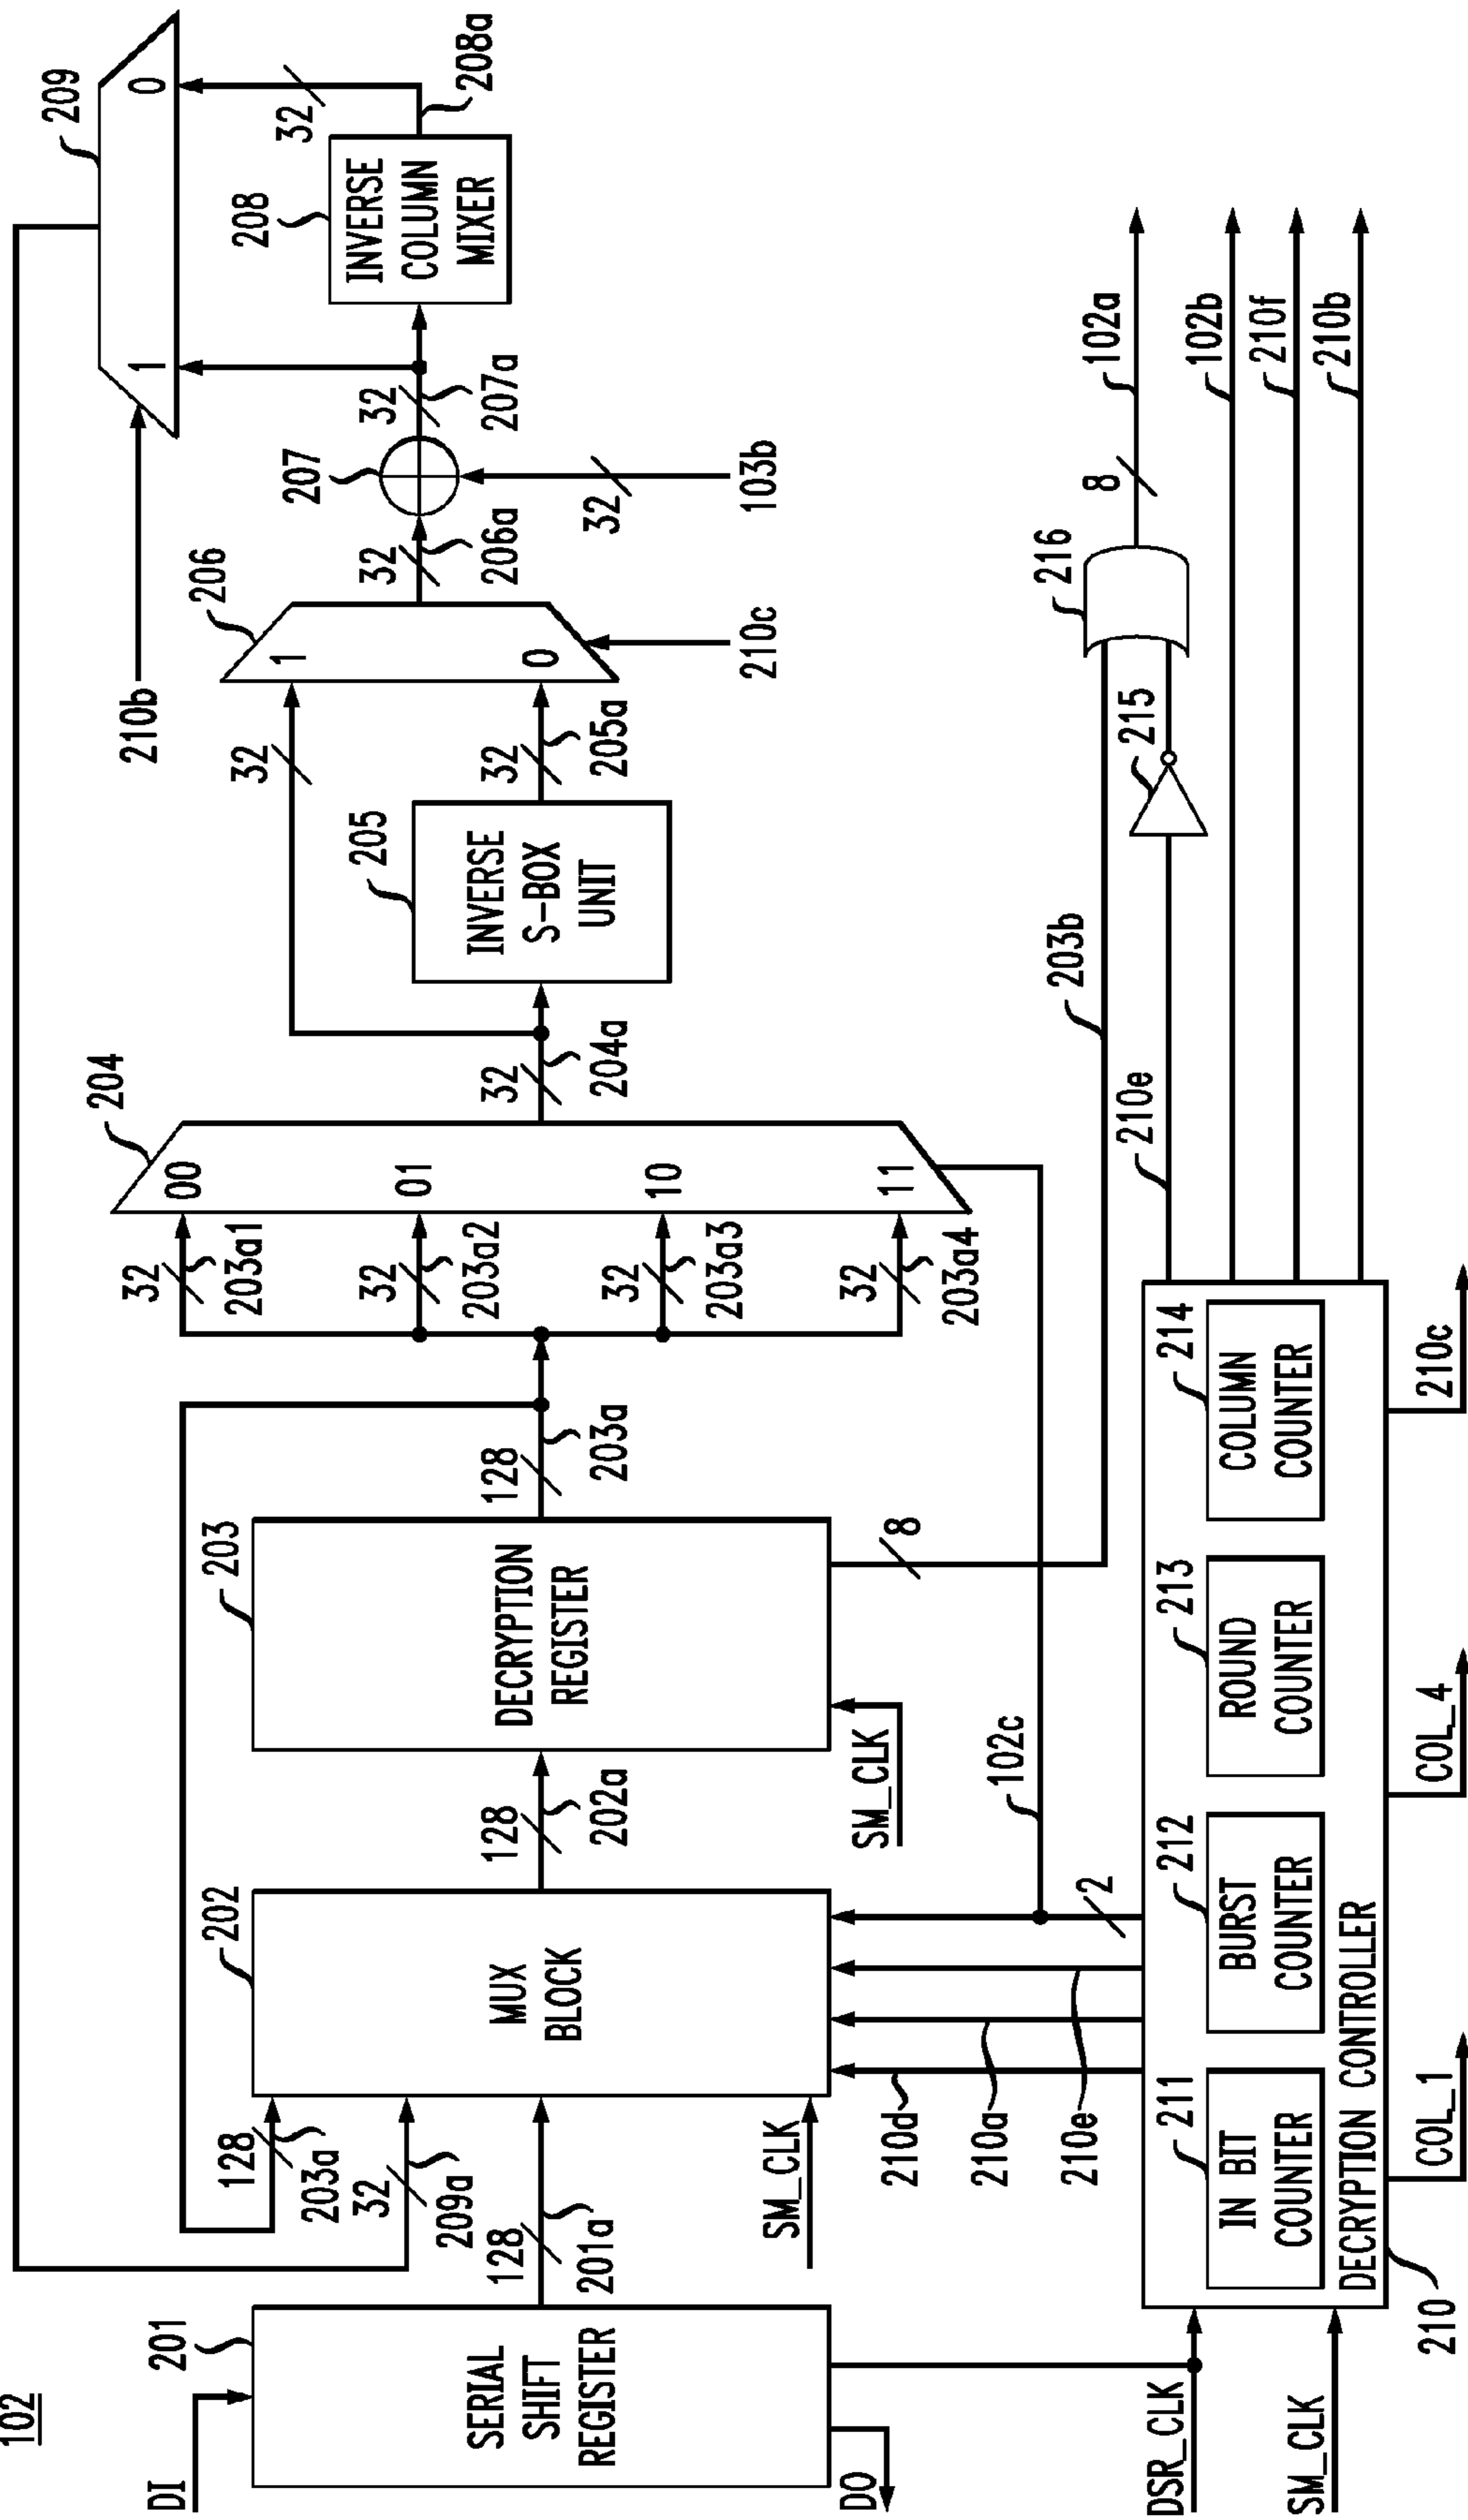 102
DI
201
SERIAL
SHIFT
REGISTER
DO
DSR_CLK
SM_CLK
128
201a
128
203a
32
209a
SM_CLK
202
MUX
BLOCK
128
202a
210d
210a
210e
2
102c
203
DECRYPTION
REGISTER
SM_CLK
8
128
203a
32
203a1
32
203a2
32
203a3
32
203a4
204
00
01
10
11
32
204a
205
INVERSE
S-BOX
UNIT
32
32
205a
206
1
0
210c
210b
32
206a
207
32
103b
32
207a
208
INVERSE
COLUMN
MIXER
208a
32
209
1
0
210
DECRYPTION CONTROLLER
211
IN BIT
COUNTER
212
BURST
COUNTER
213
ROUND
COUNTER
214
COLUMN
COUNTER
COL_1
COL_4
210c
210e
203b
215
216
8
102a
102b
210f
210b